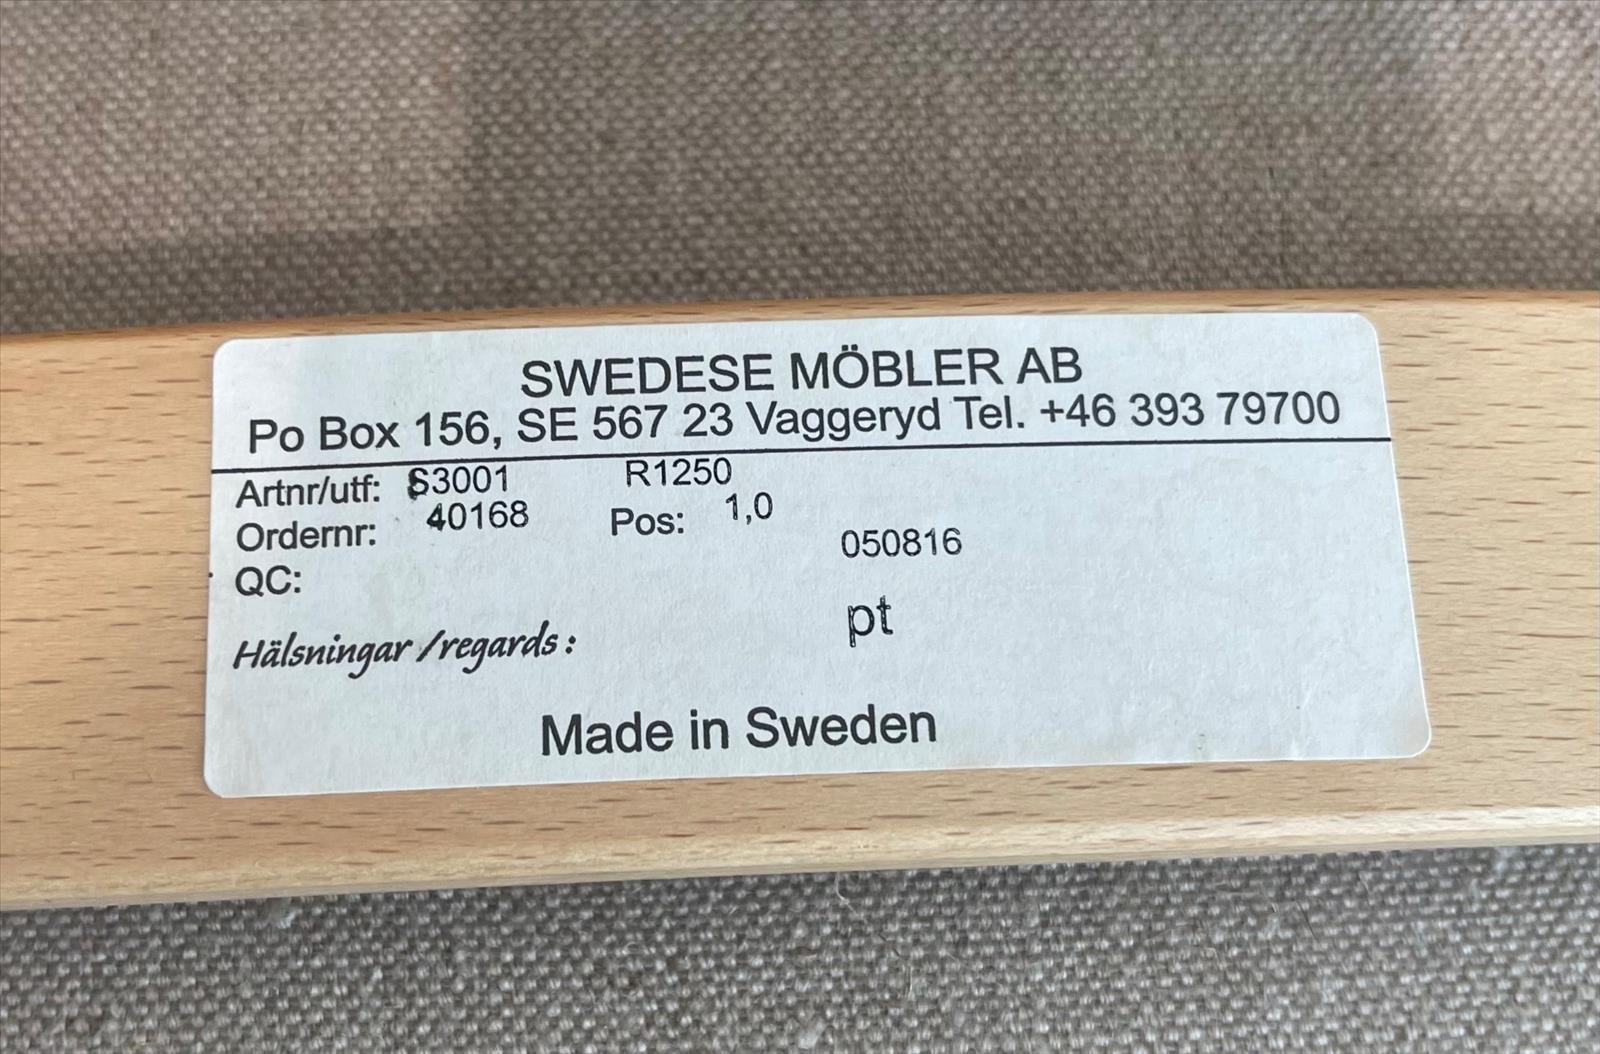 SWEDESE MÖBLER AB
Po Box 156, SE 567 23 Vaggeryd Tel. +46 393 79700
Artnr/utf: S3001 R1250
Ordernr: 40168 Pos: 1,0
050816
QC:
pt
Hälsningar /regards :
Made in Sweden